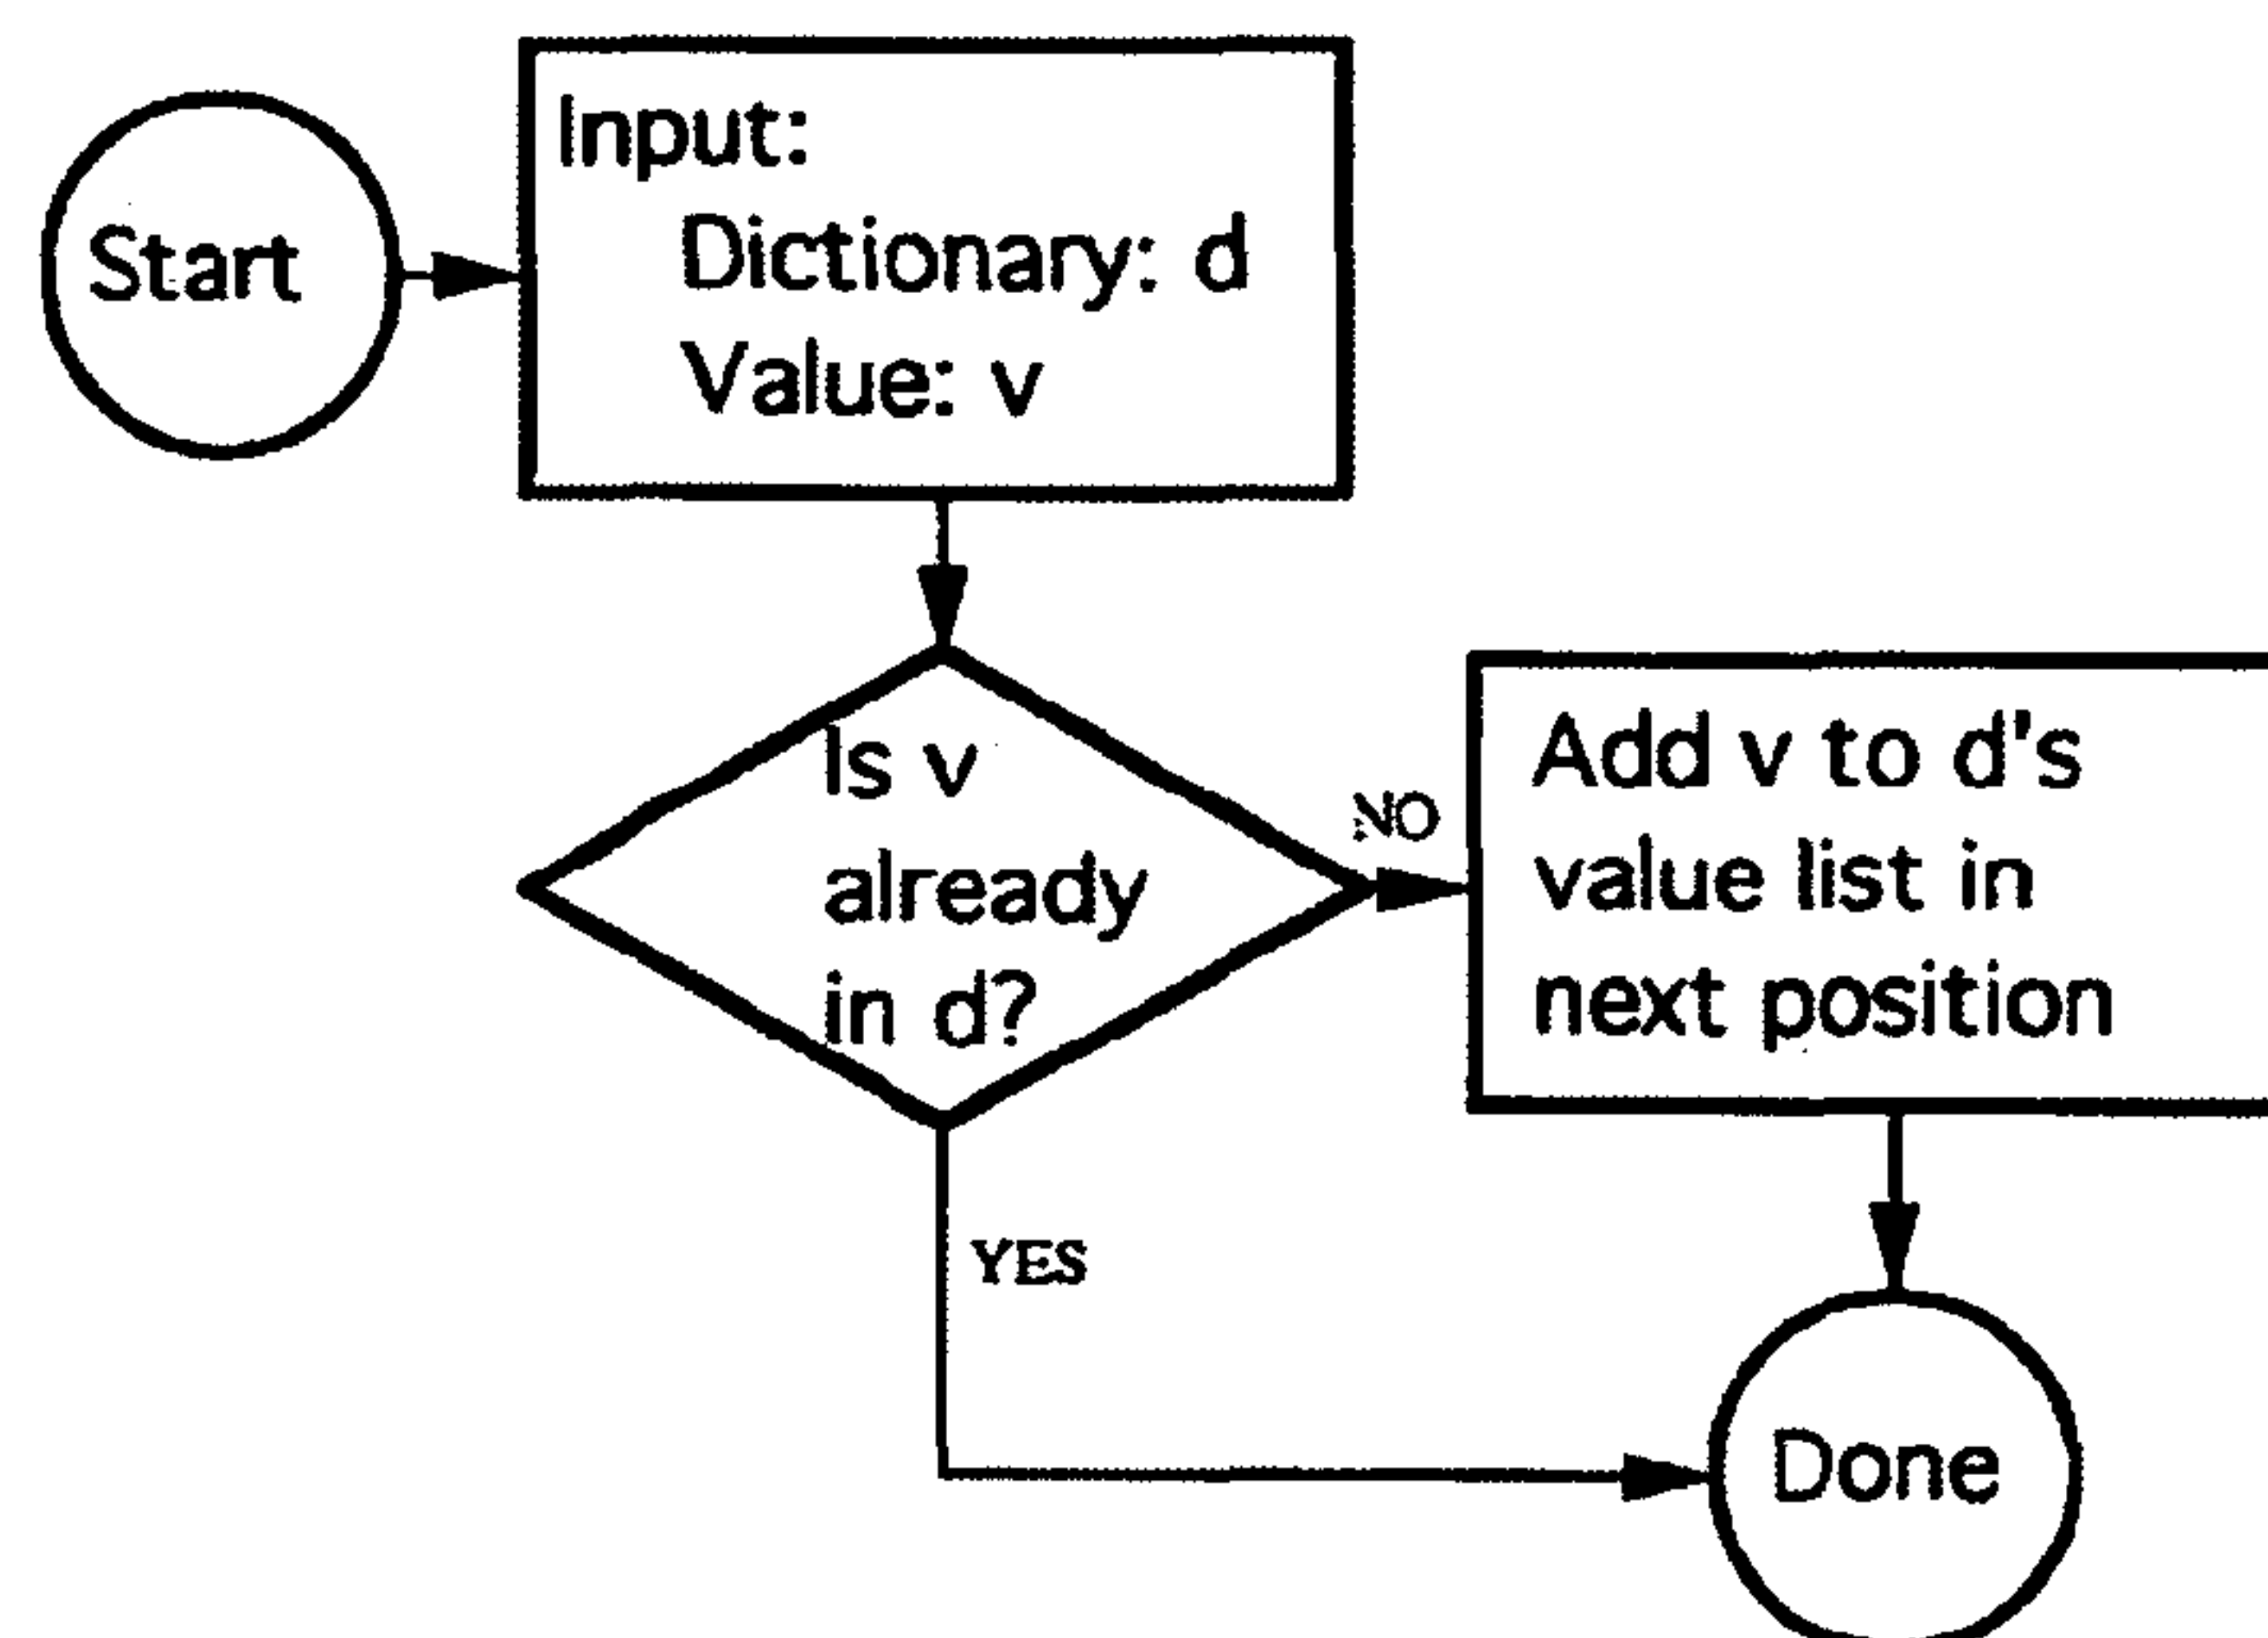 Start
Input:
Dictionary: d
Value: v
Is v
already
in d?
NO
Add v to d's
value list in
next position
YES
Done